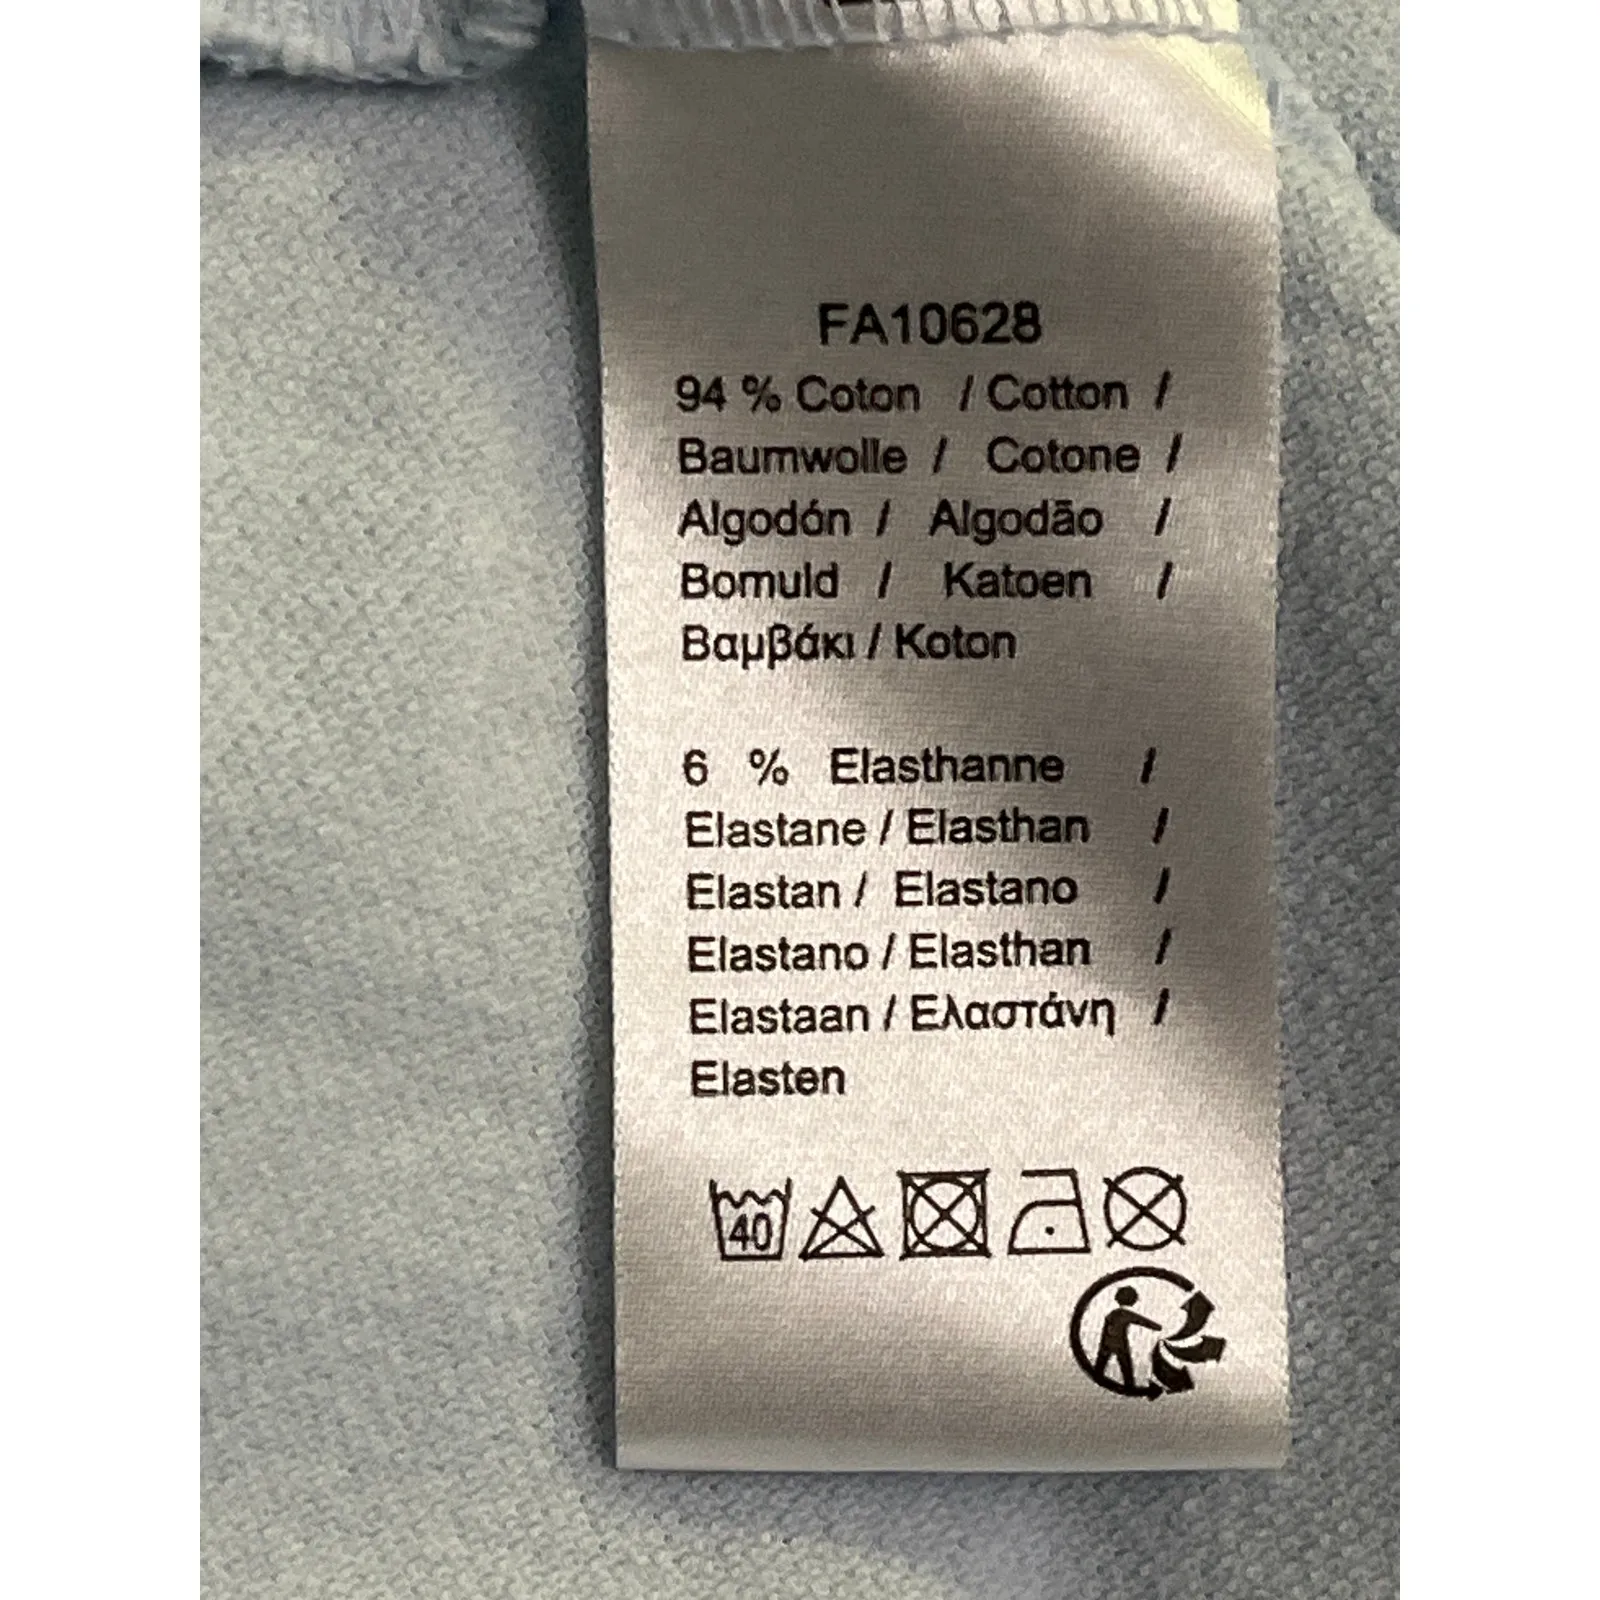 FA10628
94 % Coton / Cotton /
Baumwolle / Cotone /
Algodón / Algodão /
Bomuld / Katoen /
Βαμβάκι / Koton
6 % Elasthanne /
Elastane / Elasthan /
Elastan / Elastano /
Elastano / Elasthan /
Elastaan / Ελαστάνη /
Elasten
40